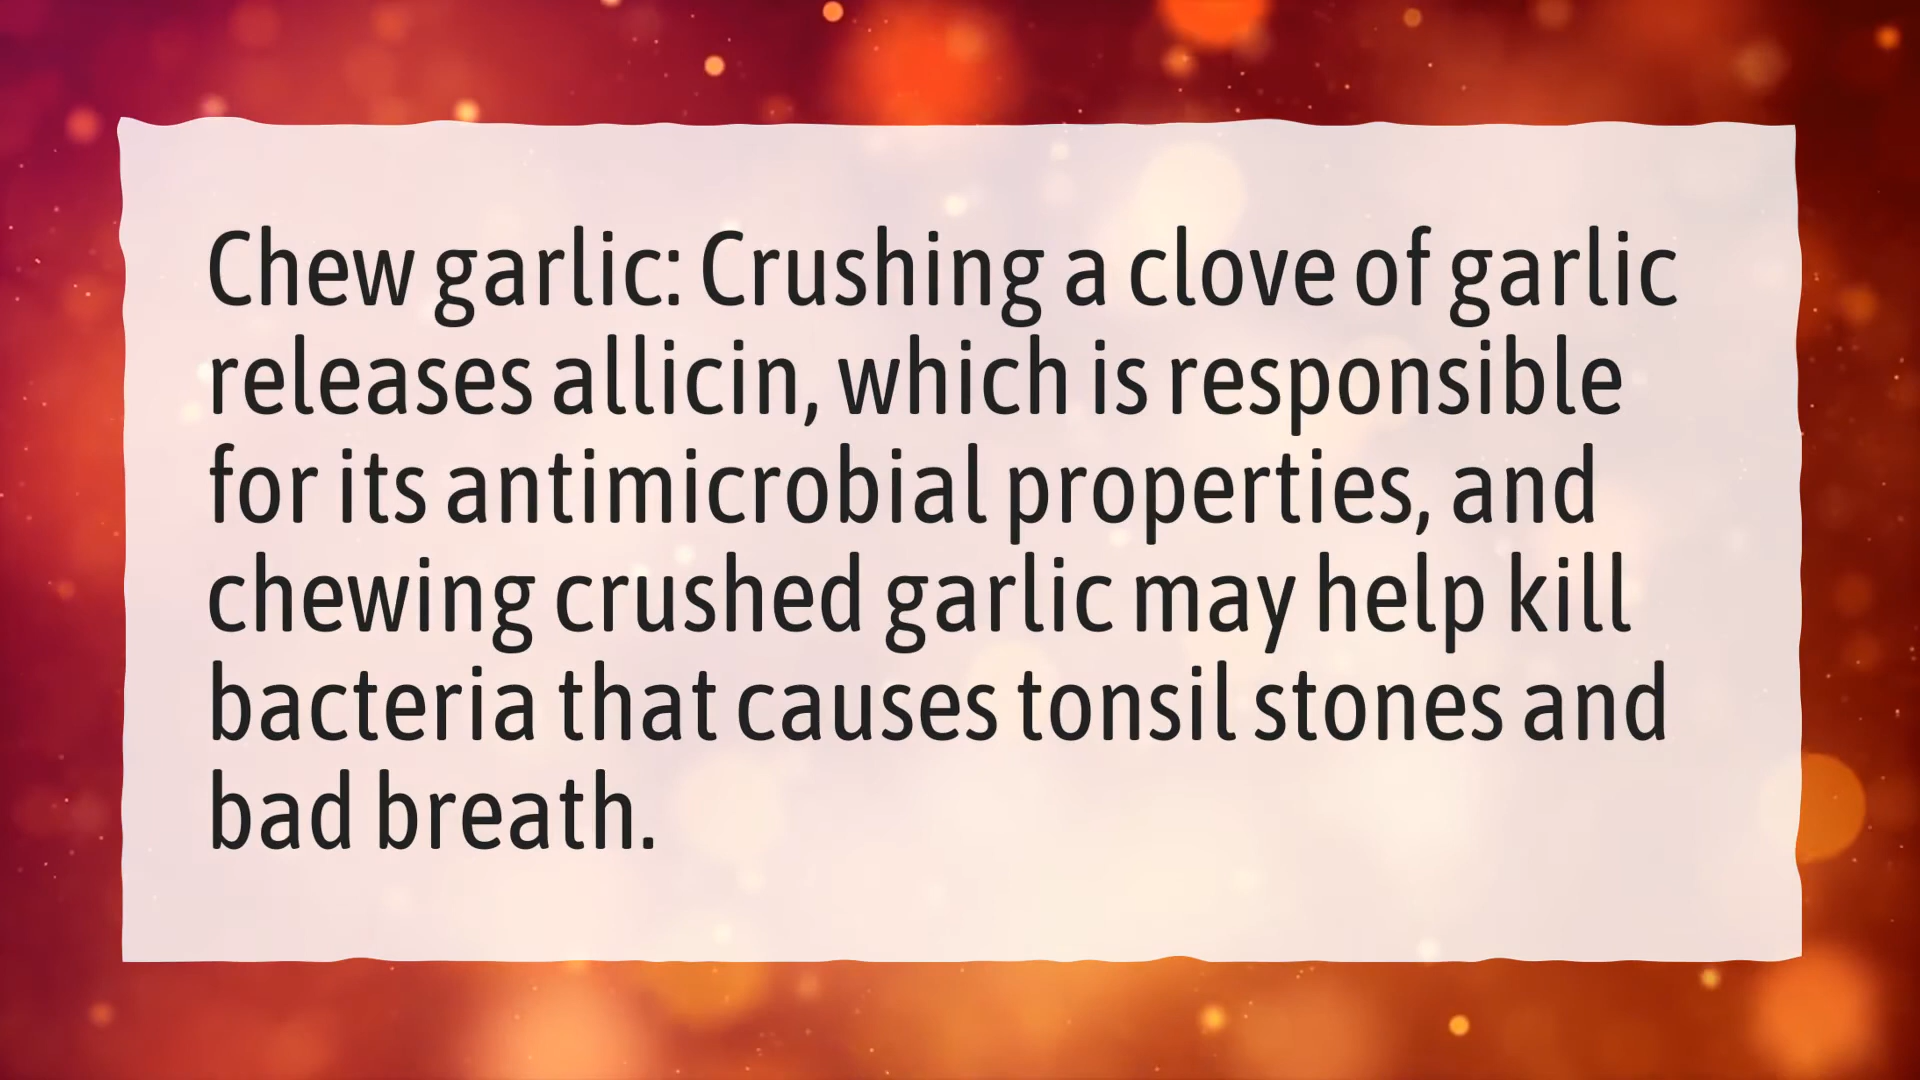 Chew garlic: Crushing a clove of garlic
releases allicin, which is responsible
for its antimicrobial properties, and
chewing crushed garlic may help kill
bacteria that causes tonsil stones and
bad breath.